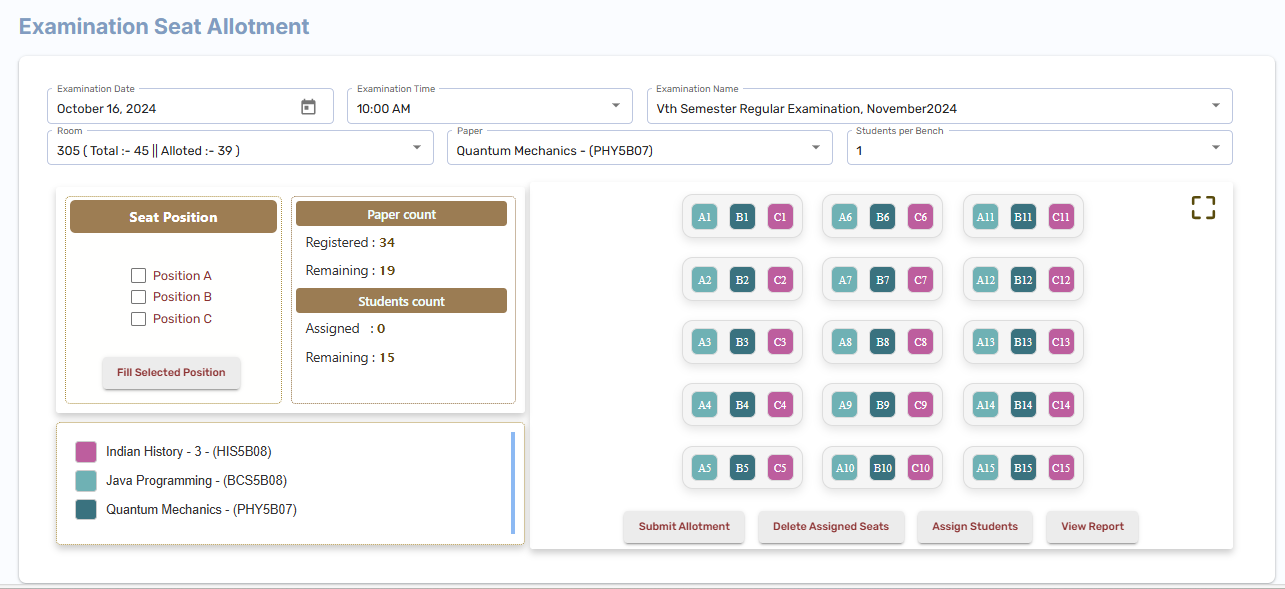 Examination Seat Allotment
Examination Date
October 16, 2024
Examination Time
10:00 AM
Examination Name
Vth Semester Regular Examination, November2024
Room
305 ( Total :- 45 || Alloted :- 39 )
Paper
Quantum Mechanics - (PHY5B07)
Students per Bench
1
Seat Position
Position A
Position B
Position C
Fill Selected Position
Paper count
Registered : 34
Remaining : 19
Students count
Assigned : 0
Remaining : 15
Indian History - 3 - (HIS5B08)
Java Programming - (BCS5B08)
Quantum Mechanics - (PHY5B07)
A1 B1 C1 A6 B6 C6 A11 B11 C11
A2 B2 C2 A7 B7 C7 A12 B12 C12
A3 B3 C3 A8 B8 C8 A13 B13 C13
A4 B4 C4 A9 B9 C9 A14 B14 C14
A5 B5 C5 A10 B10 C10 A15 B15 C15
Submit Allotment Delete Assigned Seats Assign Students View Report